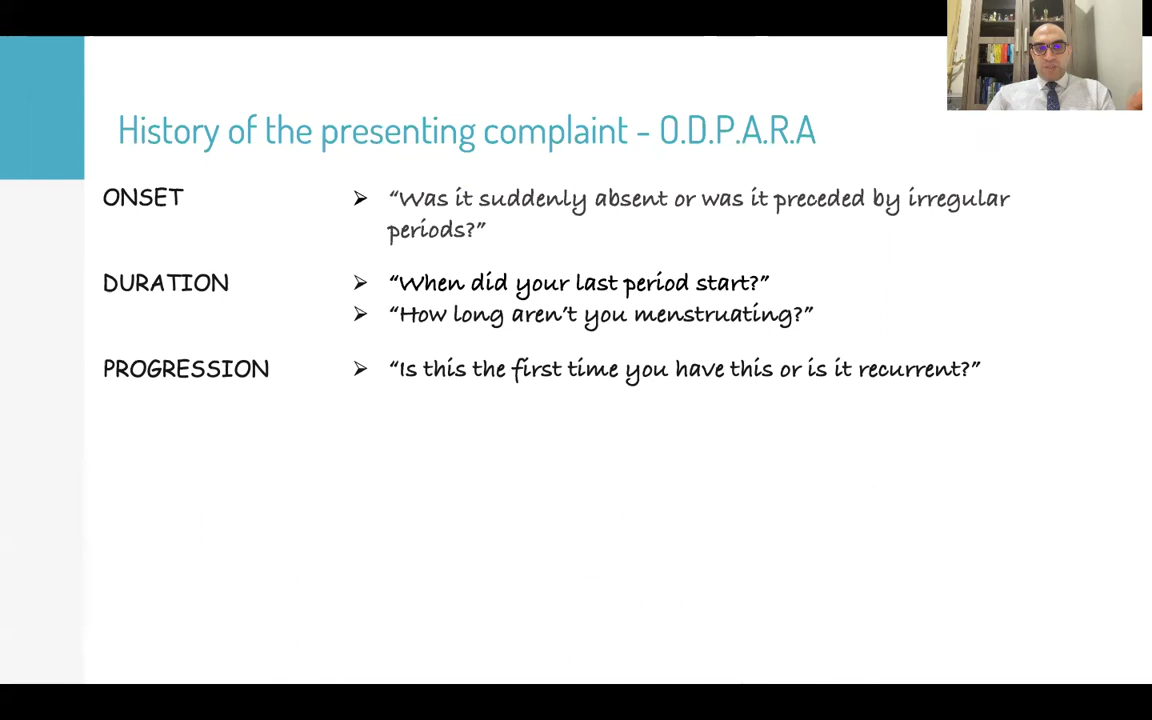 History of the presenting complaint - O.D.P.A.R.A
ONSET
➢ “Was it suddenly absent or was it preceded by irregular
periods?”
DURATION
➢ “When did your last period start?”
➢ “How long aren’t you menstruating?”
PROGRESSION
➢ “Is this the first time you have this or is it recurrent?”